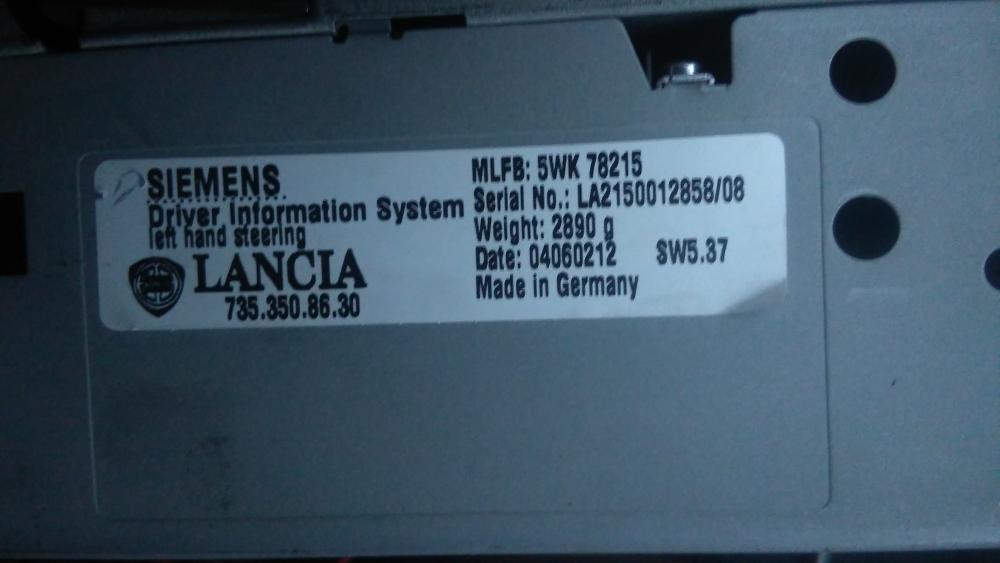 SIEMENS
Driver Information System
left hand steering
LANCIA
735.350.86.30
MLFB: 5WK 78215
Serial No.: LA2150012858/08
Weight: 2890 g
Date: 04060212 SW5.37
Made in Germany